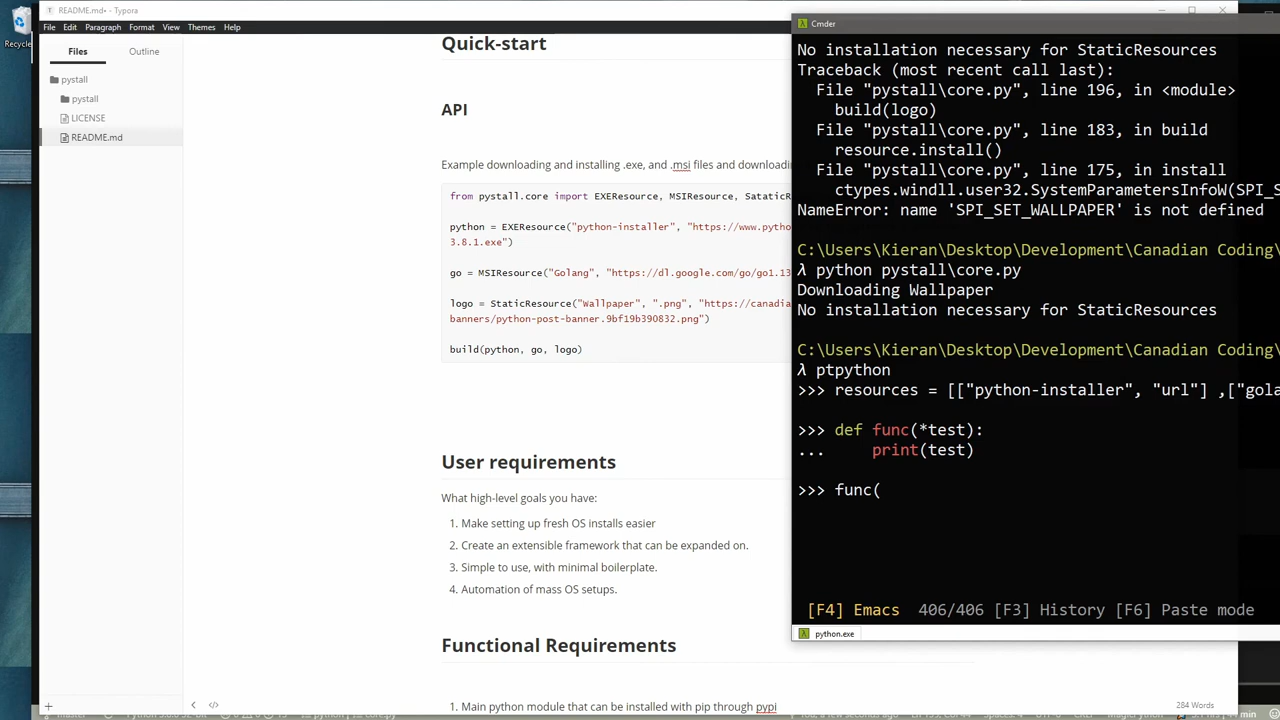 README.md• - Typora
File Edit Paragraph Format View Themes Help
Recycle
Files Outline
pystall
pystall
LICENSE
README.md
Quick-start
API
Example downloading and installing .exe, and .msi files and downloadin
from pystall.core import EXEResource, MSIResource, SataticR
python = EXEResource("python-installer", "https://www.pytho
3.8.1.exe")
go = MSIResource("Golang", "https://dl.google.com/go/go1.13
logo = StaticResource("Wallpaper", ".png", "https://canadia
banners/python-post-banner.9bf19b390832.png")
build(python, go, logo)
User requirements
What high-level goals you have:
1. Make setting up fresh OS installs easier
2. Create an extensible framework that can be expanded on.
3. Simple to use, with minimal boilerplate.
4. Automation of mass OS setups.
Functional Requirements
1. Main python module that can be installed with pip through pypi
284 Words
Cmder
No installation necessary for StaticResources
Traceback (most recent call last):
File "pystall\core.py", line 196, in <module>
build(logo)
File "pystall\core.py", line 183, in build
resource.install()
File "pystall\core.py", line 175, in install
ctypes.windll.user32.SystemParametersInfoW(SPI_S
NameError: name 'SPI_SET_WALLPAPER' is not defined
C:\Users\Kieran\Desktop\Development\Canadian Coding\
λ python pystall\core.py
Downloading Wallpaper
No installation necessary for StaticResources
C:\Users\Kieran\Desktop\Development\Canadian Coding\
λ ptpython
>>> resources = [["python-installer", "url"] ,["gola
>>> def func(*test):
... print(test)
>>> func(
[F4] Emacs 406/406 [F3] History [F6] Paste mode
python.exe